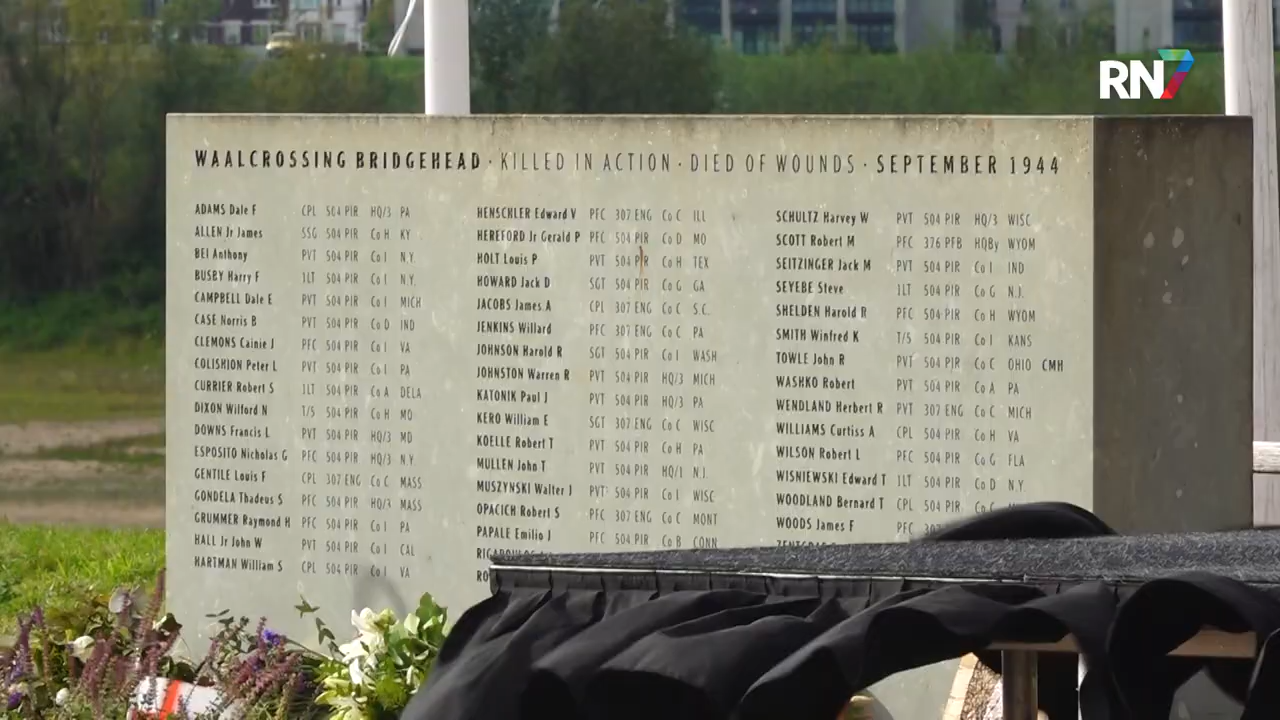 RN7
WAALCROSSING BRIDGEHEAD · KILLED IN ACTION · DIED OF WOUNDS · SEPTEMBER 1944
ADAMS Dale F CPL 504 PIR HQ/3 PA
ALLEN Jr James SSG 504 PIR Co H KY
BEI Anthony PVT 504 PIR Co I N.Y.
BUSBY Harry F 1LT 504 PIR Co I N.Y.
CAMPBELL Dale E PVT 504 PIR Co I MICH
CASE Norris B PVT 504 PIR Co D IND
CLEMONS Cainie J PFC 504 PIR Co I VA
COLISHION Peter L PVT 504 PIR Co I PA
CURRIER Robert S 1LT 504 PIR Co A DELA
DIXON Wilford N T/5 504 PIR Co H MO
DOWNS Francis L PVT 504 PIR HQ/3 MD
ESPOSITO Nicholas G PFC 504 PIR HQ/3 N.Y.
GENTILE Louis F CPL 307 ENG Co C MASS
GONDELA Thadeus S PFC 504 PIR HQ/3 MASS
GRUMMER Raymond H PFC 504 PIR Co I PA
HALL Jr John W PVT 504 PIR Co I CAL
HARTMAN William S CPL 504 PIR Co I VA
HENSCHLER Edward V PFC 307 ENG Co C ILL
HEREFORD Jr Gerald P PFC 504 PIR Co D MO
HOLT Louis P PVT 504 PIR Co H TEX
HOWARD Jack D SGT 504 PIR Co G GA
JACOBS James A CPL 307 ENG Co C S.C.
JENKINS Willard PFC 307 ENG Co C PA
JOHNSON Harold R SGT 504 PIR Co I WASH
JOHNSTON Warren R PVT 504 PIR HQ/3 MICH
KATONIK Paul J PVT 504 PIR HQ/3 PA
KERO William E SGT 307 ENG Co C WISC
KOELLE Robert T PVT 504 PIR Co H PA
MULLEN John T PVT 504 PIR HQ/1 N.J.
MUSZYNSKI Walter J PVT 504 PIR Co I WISC
OPACICH Robert S PFC 307 ENG Co C MONT
PAPALE Emilio J PFC 504 PIR Co B CONN
RO
SCHULTZ Harvey W PVT 504 PIR HQ/3 WISC
SCOTT Robert M PFC 376 PFB HQBy WYOM
SEITZINGER Jack M PVT 504 PIR Co I IND
SEYEBE Steve 1LT 504 PIR Co G N.J.
SHELDEN Harold R PFC 504 PIR Co H WYOM
SMITH Winfred K T/5 504 PIR Co I KANS
TOWLE John R PVT 504 PIR Co C OHIO CMH
WASHKO Robert PVT 504 PIR Co A PA
WENDLAND Herbert R PVT 307 ENG Co C MICH
WILLIAMS Curtiss A CPL 504 PIR Co H VA
WILSON Robert L PFC 504 PIR Co G FLA
WISNIEWSKI Edward T 1LT 504 PIR Co D N.Y.
WOODLAND Bernard T CPL 504 PIR Co C
WOODS James F PFC 307